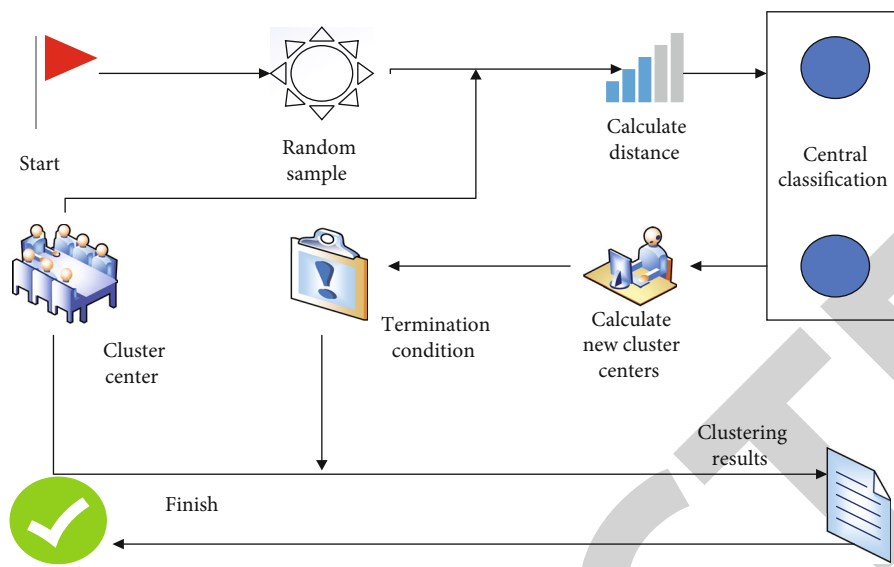 Start
Random
sample
Calculate
distance
Central
classification
Cluster
center
Termination
condition
Calculate
new cluster
centers
Clustering
results
Finish